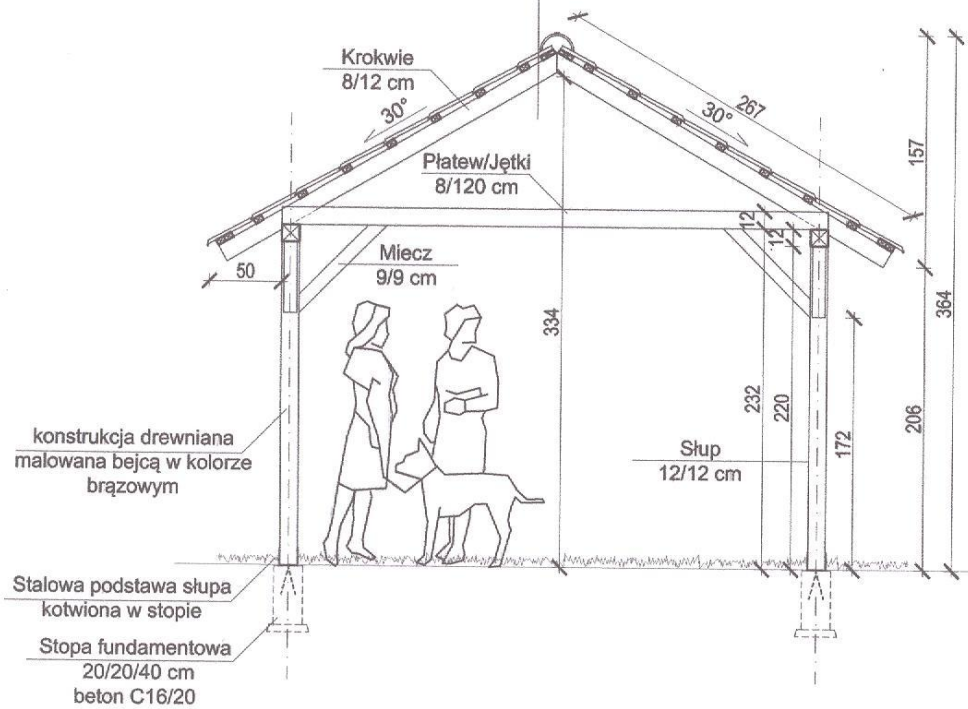 Krokwie
8/12 cm
30°
267
30°
157
Płatew/Jętki
8/120 cm
12
12
50
Miecz
9/9 cm
334
364
232
220
172
206
konstrukcja drewniana
malowana bejcą w kolorze
brązowym
Słup
12/12 cm
Stalowa podstawa słupa
kotwiona w stopie
Stopa fundamentowa
20/20/40 cm
beton C16/20